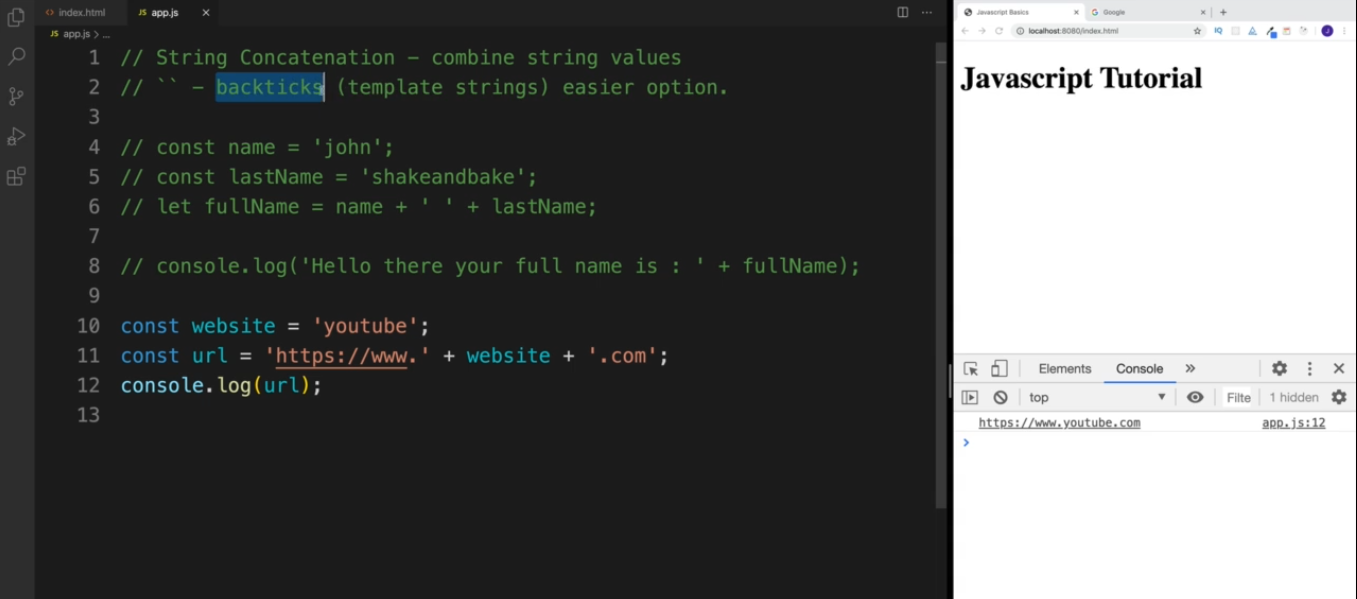 index.html
JS app.js ×
JS app.js > ...
1 // String Concatenation – combine string values
2 // `` – backticks (template strings) easier option.
3
4 // const name = 'john';
5 // const lastName = 'shakeandbake';
6 // let fullName = name + ' ' + lastName;
7
8 // console.log('Hello there your full name is : ' + fullName);
9
10 const website = 'youtube';
11 const url = 'https://www.' + website + '.com';
12 console.log(url);
13
Javascript Basics × G Google × +
localhost:8080/index.html
Javascript Tutorial
Elements Console »
top Filte 1 hidden
https://www.youtube.com app.js:12